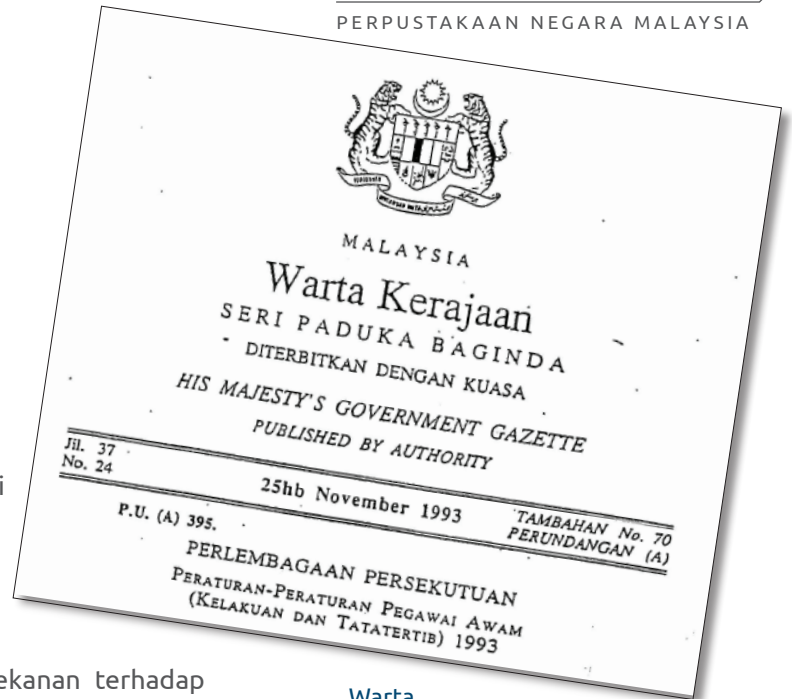 PERPUSTAKAAN NEGARA MALAYSIA
MALAYSIA
Warta Kerajaan
SERI PADUKA BAGINDA
DITERBITKAN DENGAN KUASA
HIS MAJESTY'S GOVERNMENT GAZETTE
PUBLISHED BY AUTHORITY
Jil. 37
No. 24
25hb November 1993
TAMBAHAN No. 70
PERUNDANGAN (A)
P.U. (A) 395.
PERLEMBAGAAN PERSEKUTUAN
PERATURAN-PERATURAN PEGAWAI AWAM
(KELAKUAN DAN TATATERTIB) 1993
ekanan terhadap
Warta